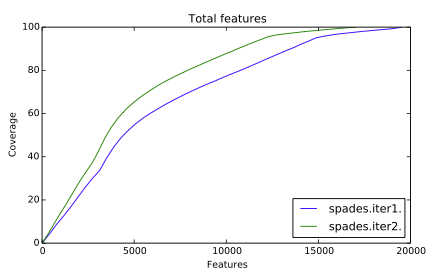 Total features
100
80
60
40
20
0
Coverage
0 5000 10000 15000 20000
Features
spades.iter1.
spades.iter2.